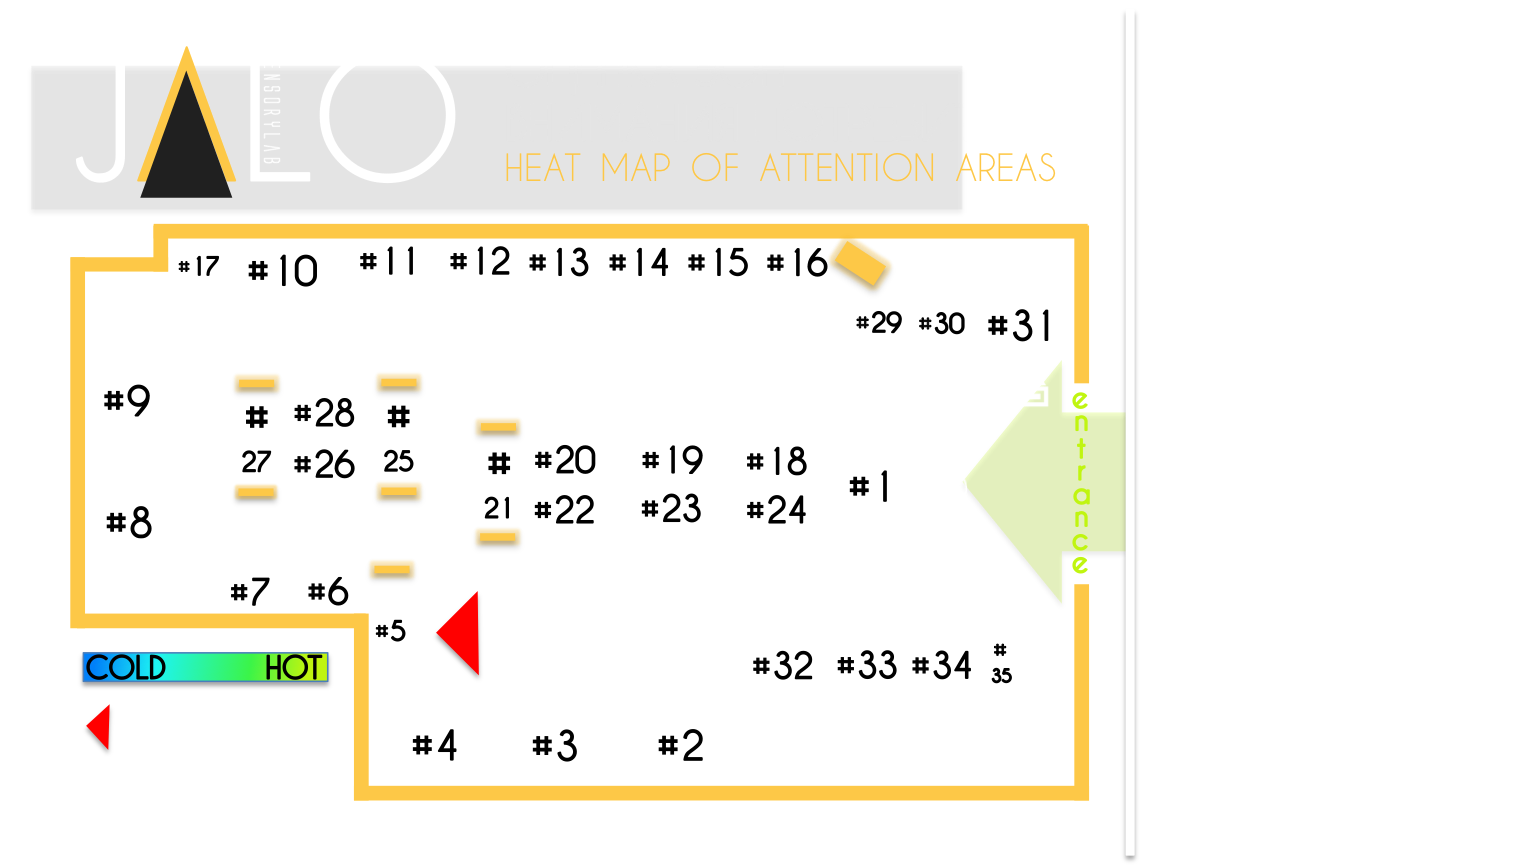 JALO
ENSORYLAB
HEAT MAP OF ATTENTION AREAS
#17 #10 #11 #12 #13 #14 #15 #16
#29 #30 #31
#9
# #28 #
27 #26 25
# #20 #19 #18
21 #22 #23 #24
#1
entrance
#8
#7 #6
#5
COLD HOT
#32 #33 #34 #
35
#4 #3 #2